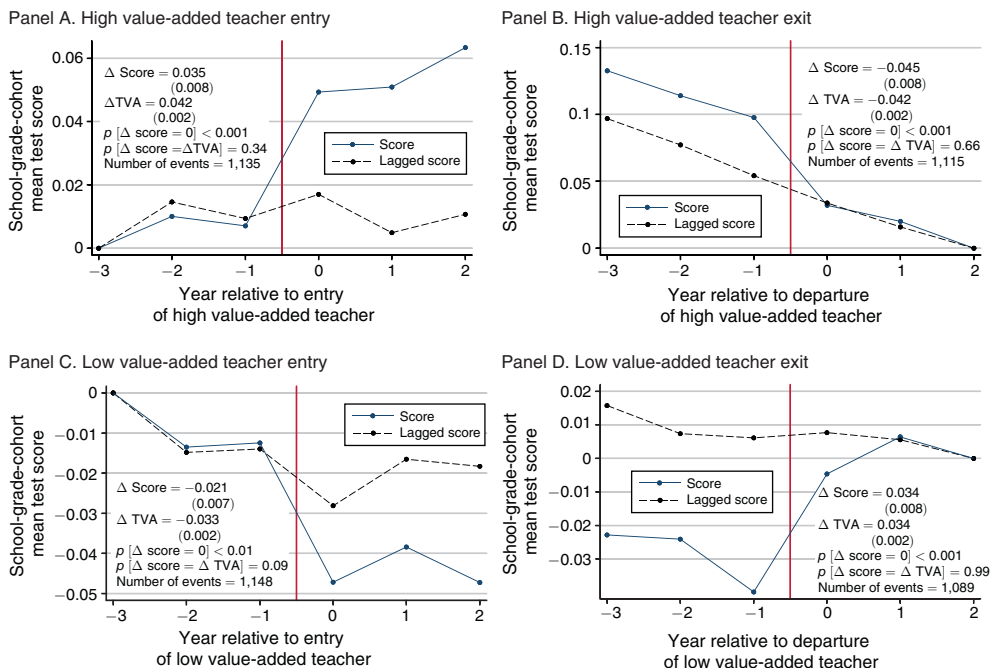 Panel A. High value-added teacher entry
School-grade-cohort
mean test score
0.06
0.04
0.02
0
Δ Score = 0.035
(0.008)
ΔTVA = 0.042
(0.002)
p [Δ score = 0] < 0.001
p [Δ score =ΔTVA] = 0.34
Number of events = 1,135
Score
Lagged score
−3
−2
−1
0
1
2
Year relative to entry
of high value-added teacher
Panel B. High value-added teacher exit
School-grade-cohort
mean test score
0.15
0.1
0.05
0
Δ Score = −0.045
(0.008)
Δ TVA = −0.042
(0.002)
p [Δ score = 0] < 0.001
p [Δ score = Δ TVA] = 0.66
Number of events = 1,115
Score
Lagged score
−3
−2
−1
0
1
2
Year relative to departure
of high value-added teacher
Panel C. Low value-added teacher entry
School-grade-cohort
mean test score
0
−0.01
−0.02
−0.03
−0.04
−0.05
Score
Lagged score
Δ Score = −0.021
(0.007)
Δ TVA = −0.033
(0.002)
p [Δ score = 0] < 0.01
p [Δ score = Δ TVA] = 0.09
Number of events = 1,148
−3
−2
−1
0
1
2
Year relative to entry
of low value-added teacher
Panel D. Low value-added teacher exit
School-grade-cohort
mean test score
0.02
0.01
0
−0.01
−0.02
−0.03
Score
Lagged score
Δ Score = 0.034
(0.008)
Δ TVA = 0.034
(0.002)
p [Δ score = 0] < 0.001
p [Δ score = Δ TVA] = 0.99
Number of events = 1,089
−3
−2
−1
0
1
2
Year relative to departure
of low value-added teacher